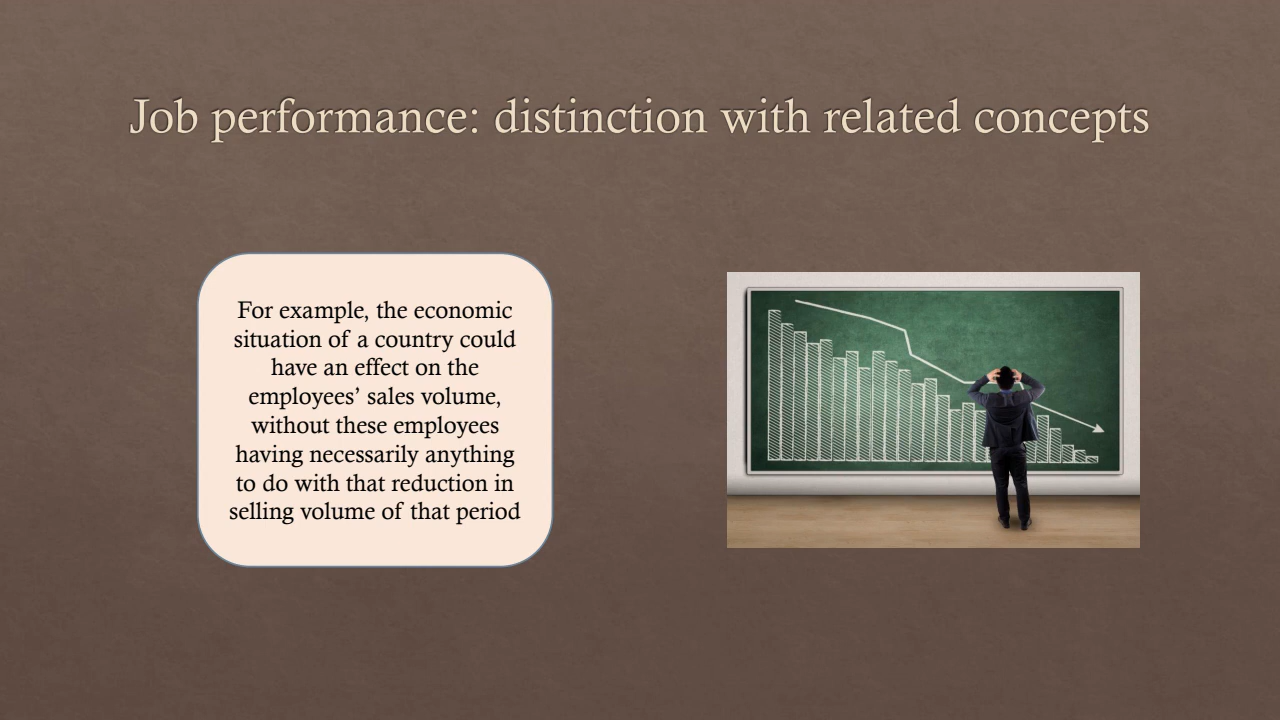 Job performance: distinction with related concepts
For example, the economic
situation of a country could
have an effect on the
employees’ sales volume,
without these employees
having necessarily anything
to do with that reduction in
selling volume of that period